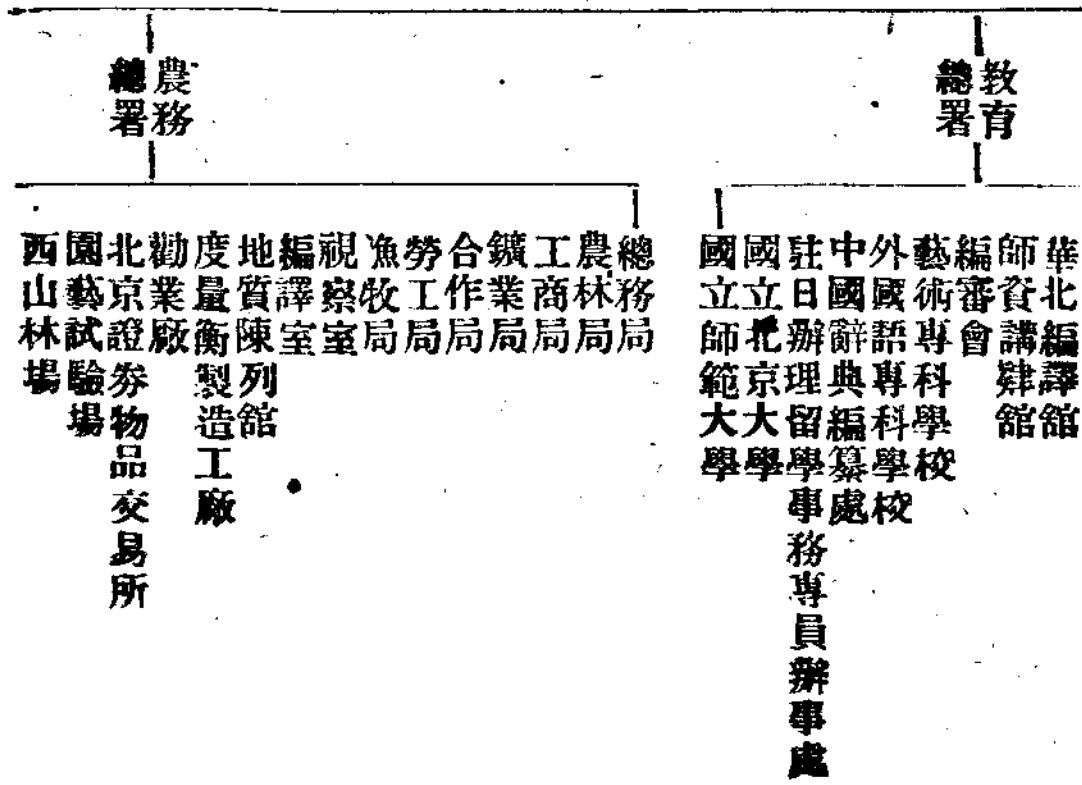 教育
總署
華北編譯館
師資講肄館
編審會
藝術專科學校
外國語專科學校
中國辭典編纂處
駐日辦理留學事務專員辦事處
國立北京大學
國立師範大學
農務
總署
總務局
農林局
工商局
鑛業局
合作局
勞工局
漁牧局
視察室
編譯室
地質陳列館
度量衡製造工廠
勸業廠
北京證券物品交易所
園藝試驗場
西山林場